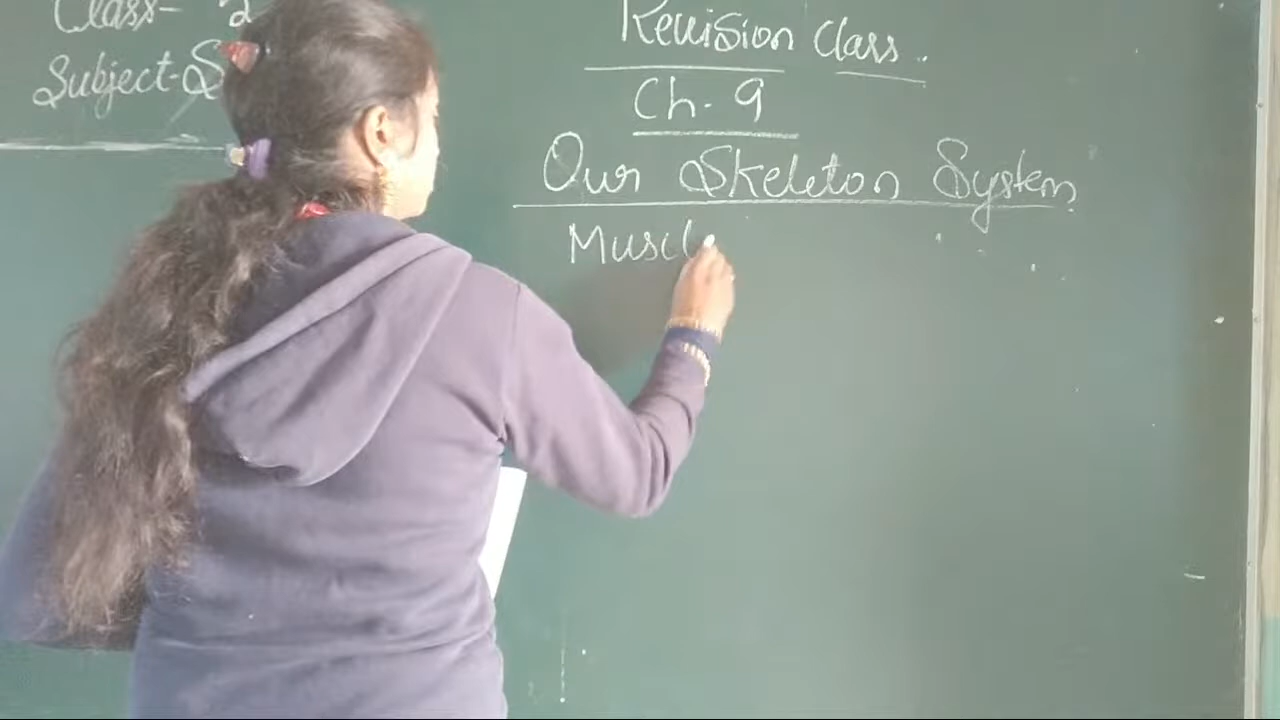 Class- 2
Subject-S
Revision Class.
Ch- 9
Our Skeleton System
Muscl